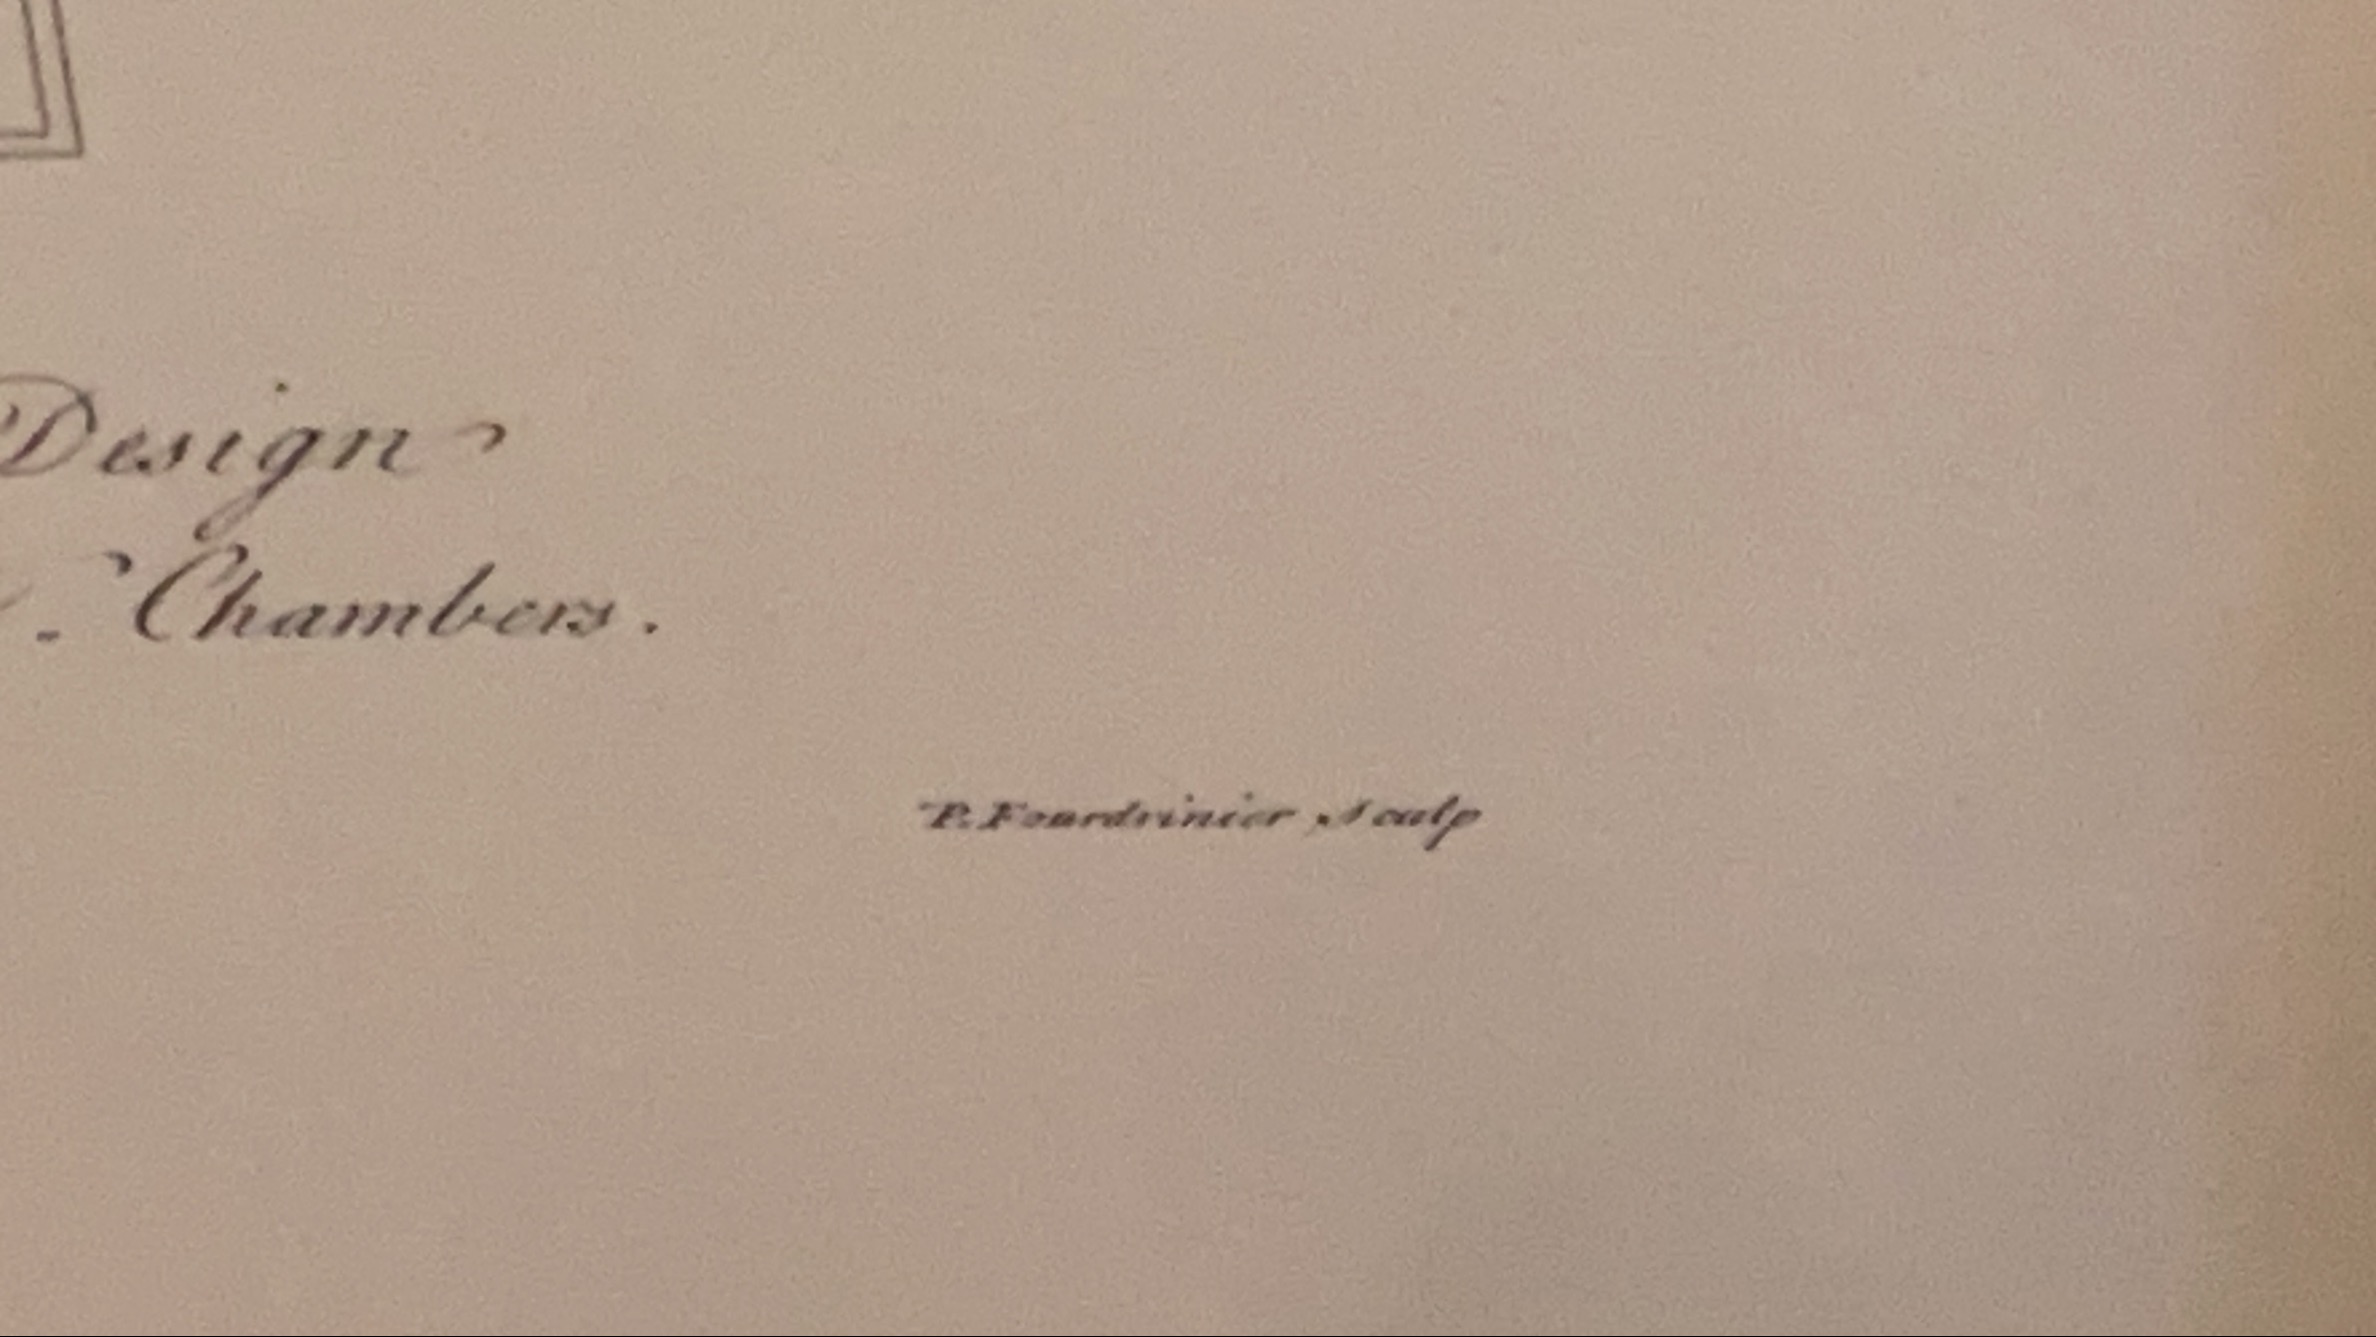 Design
Chambers.
P. Fourdrinier Sculp